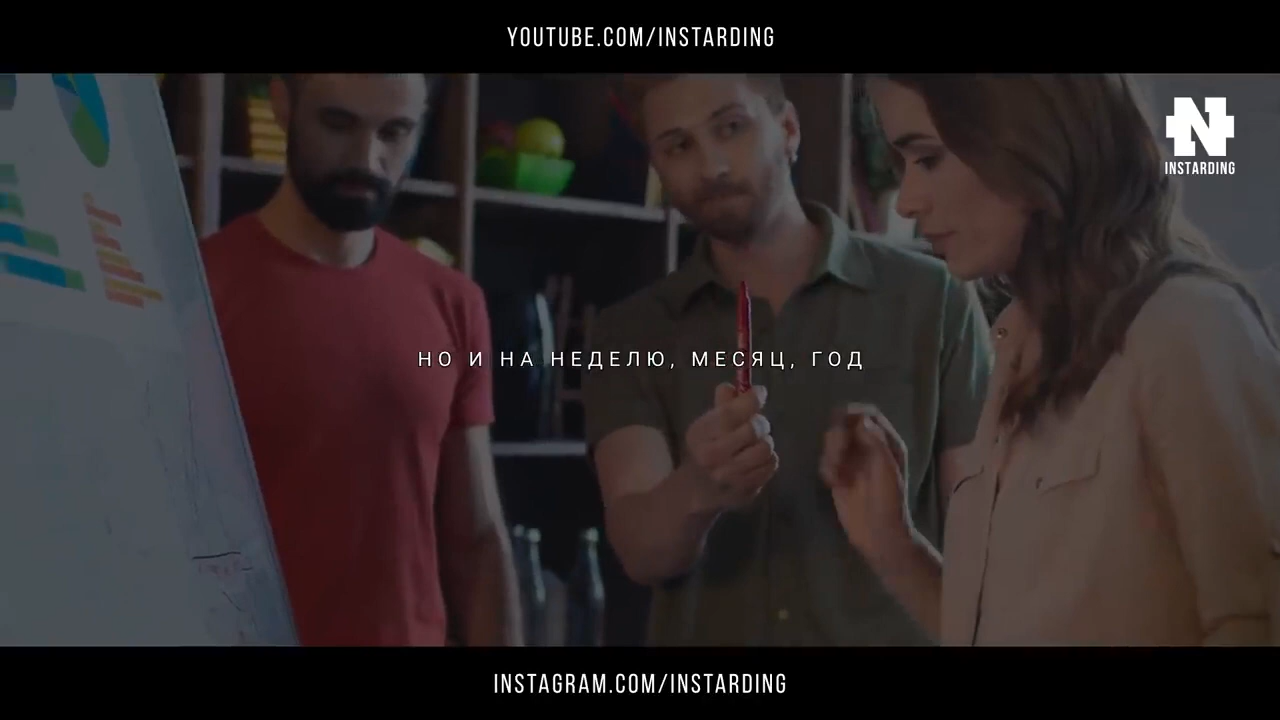 YOUTUBE.COM/INSTARDING
N
INSTARDING
НО И НА НЕДЕЛЮ, МЕСЯЦ, ГОД
INSTAGRAM.COM/INSTARDING